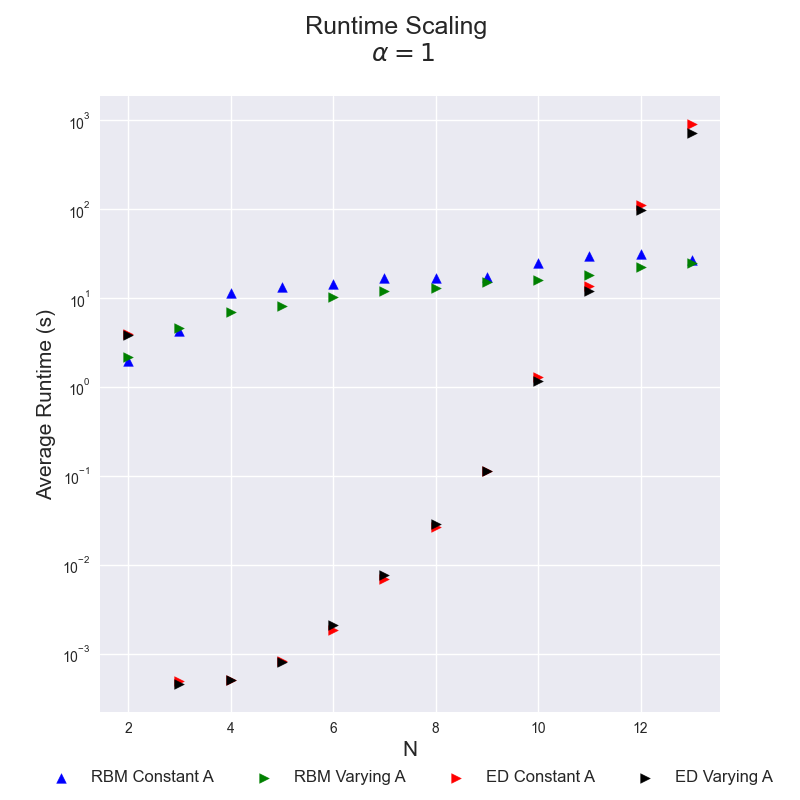 Runtime Scaling
α = 1
Average Runtime (s)
10³
10²
10¹
10⁰
10⁻¹
10⁻²
10⁻³
2 4 6 8 10 12
N
RBM Constant A RBM Varying A ED Constant A ED Varying A